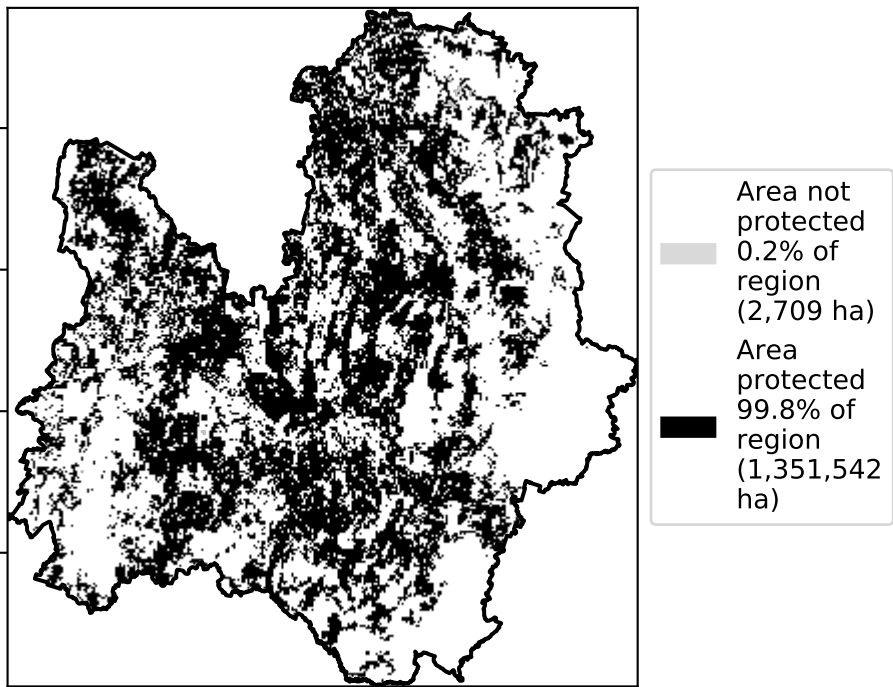 Area not
protected
0.2% of
region
(2,709 ha)
Area
protected
99.8% of
region
(1,351,542
ha)